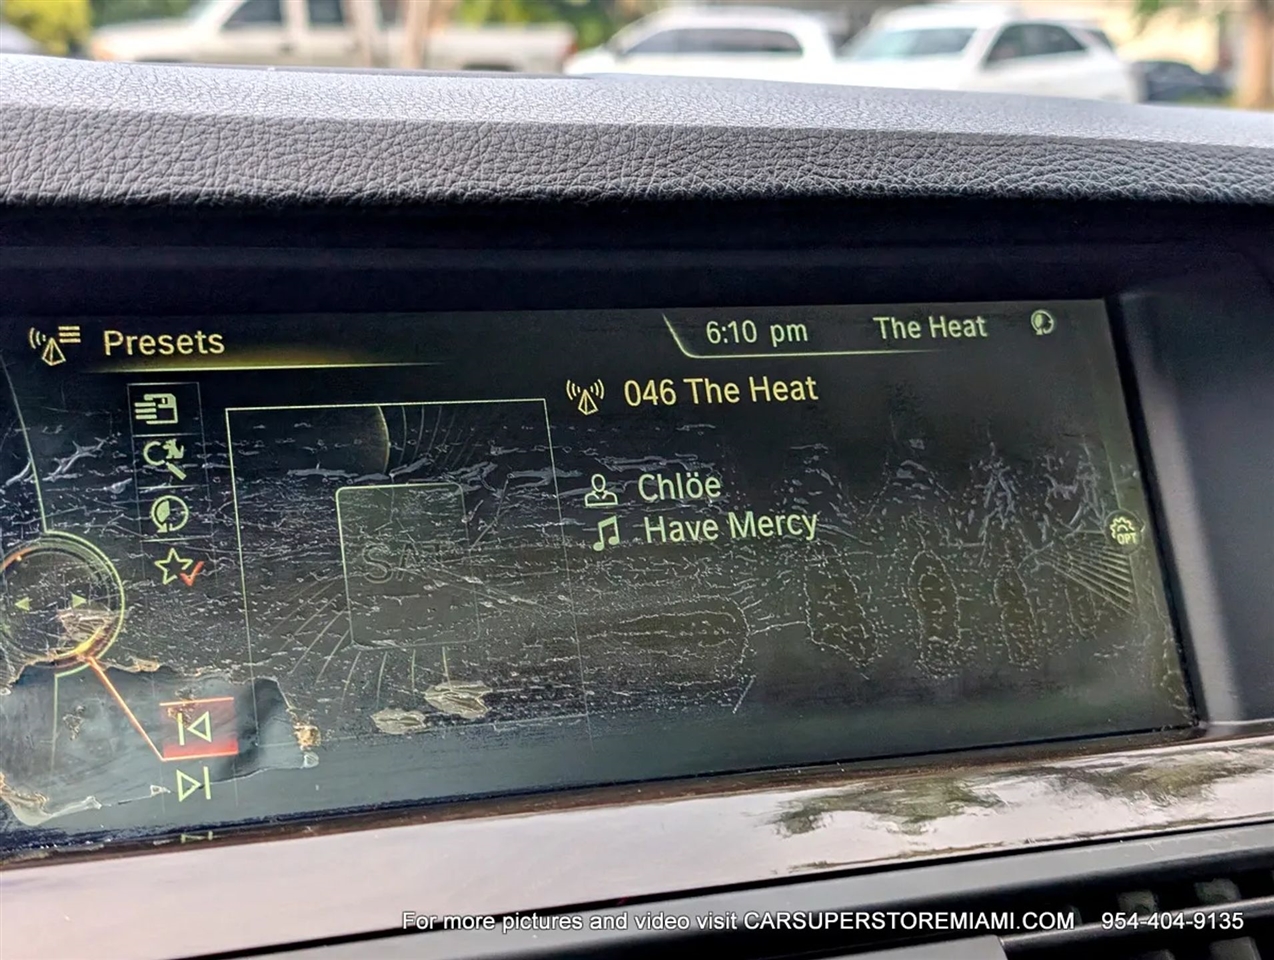 Presets
6:10 pm
The Heat
046 The Heat
Chlöe
Have Mercy
OPT
For more pictures and video visit CARSUPERSTOREMIAMI.COM 954-404-9135